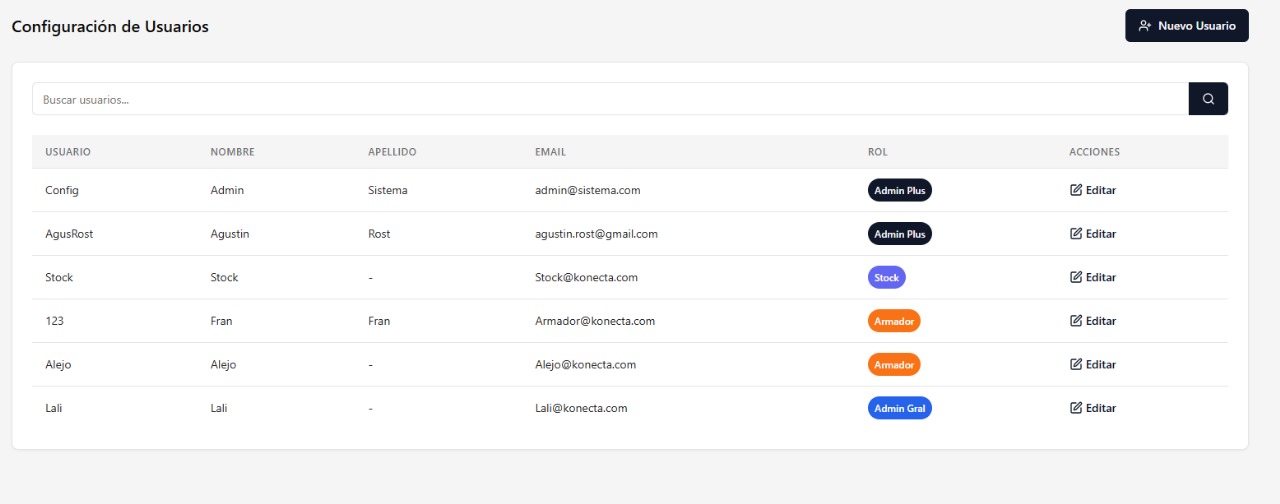 Configuración de Usuarios
Nuevo Usuario
Buscar usuarios...
USUARIO NOMBRE APELLIDO EMAIL ROL ACCIONES
Config Admin Sistema admin@sistema.com Admin Plus Editar
AgusRost Agustin Rost agustin.rost@gmail.com Admin Plus Editar
Stock Stock - Stock@konecta.com Stock Editar
123 Fran Fran Armador@konecta.com Armador Editar
Alejo Alejo - Alejo@konecta.com Armador Editar
Lali Lali - Lali@konecta.com Admin Gral Editar